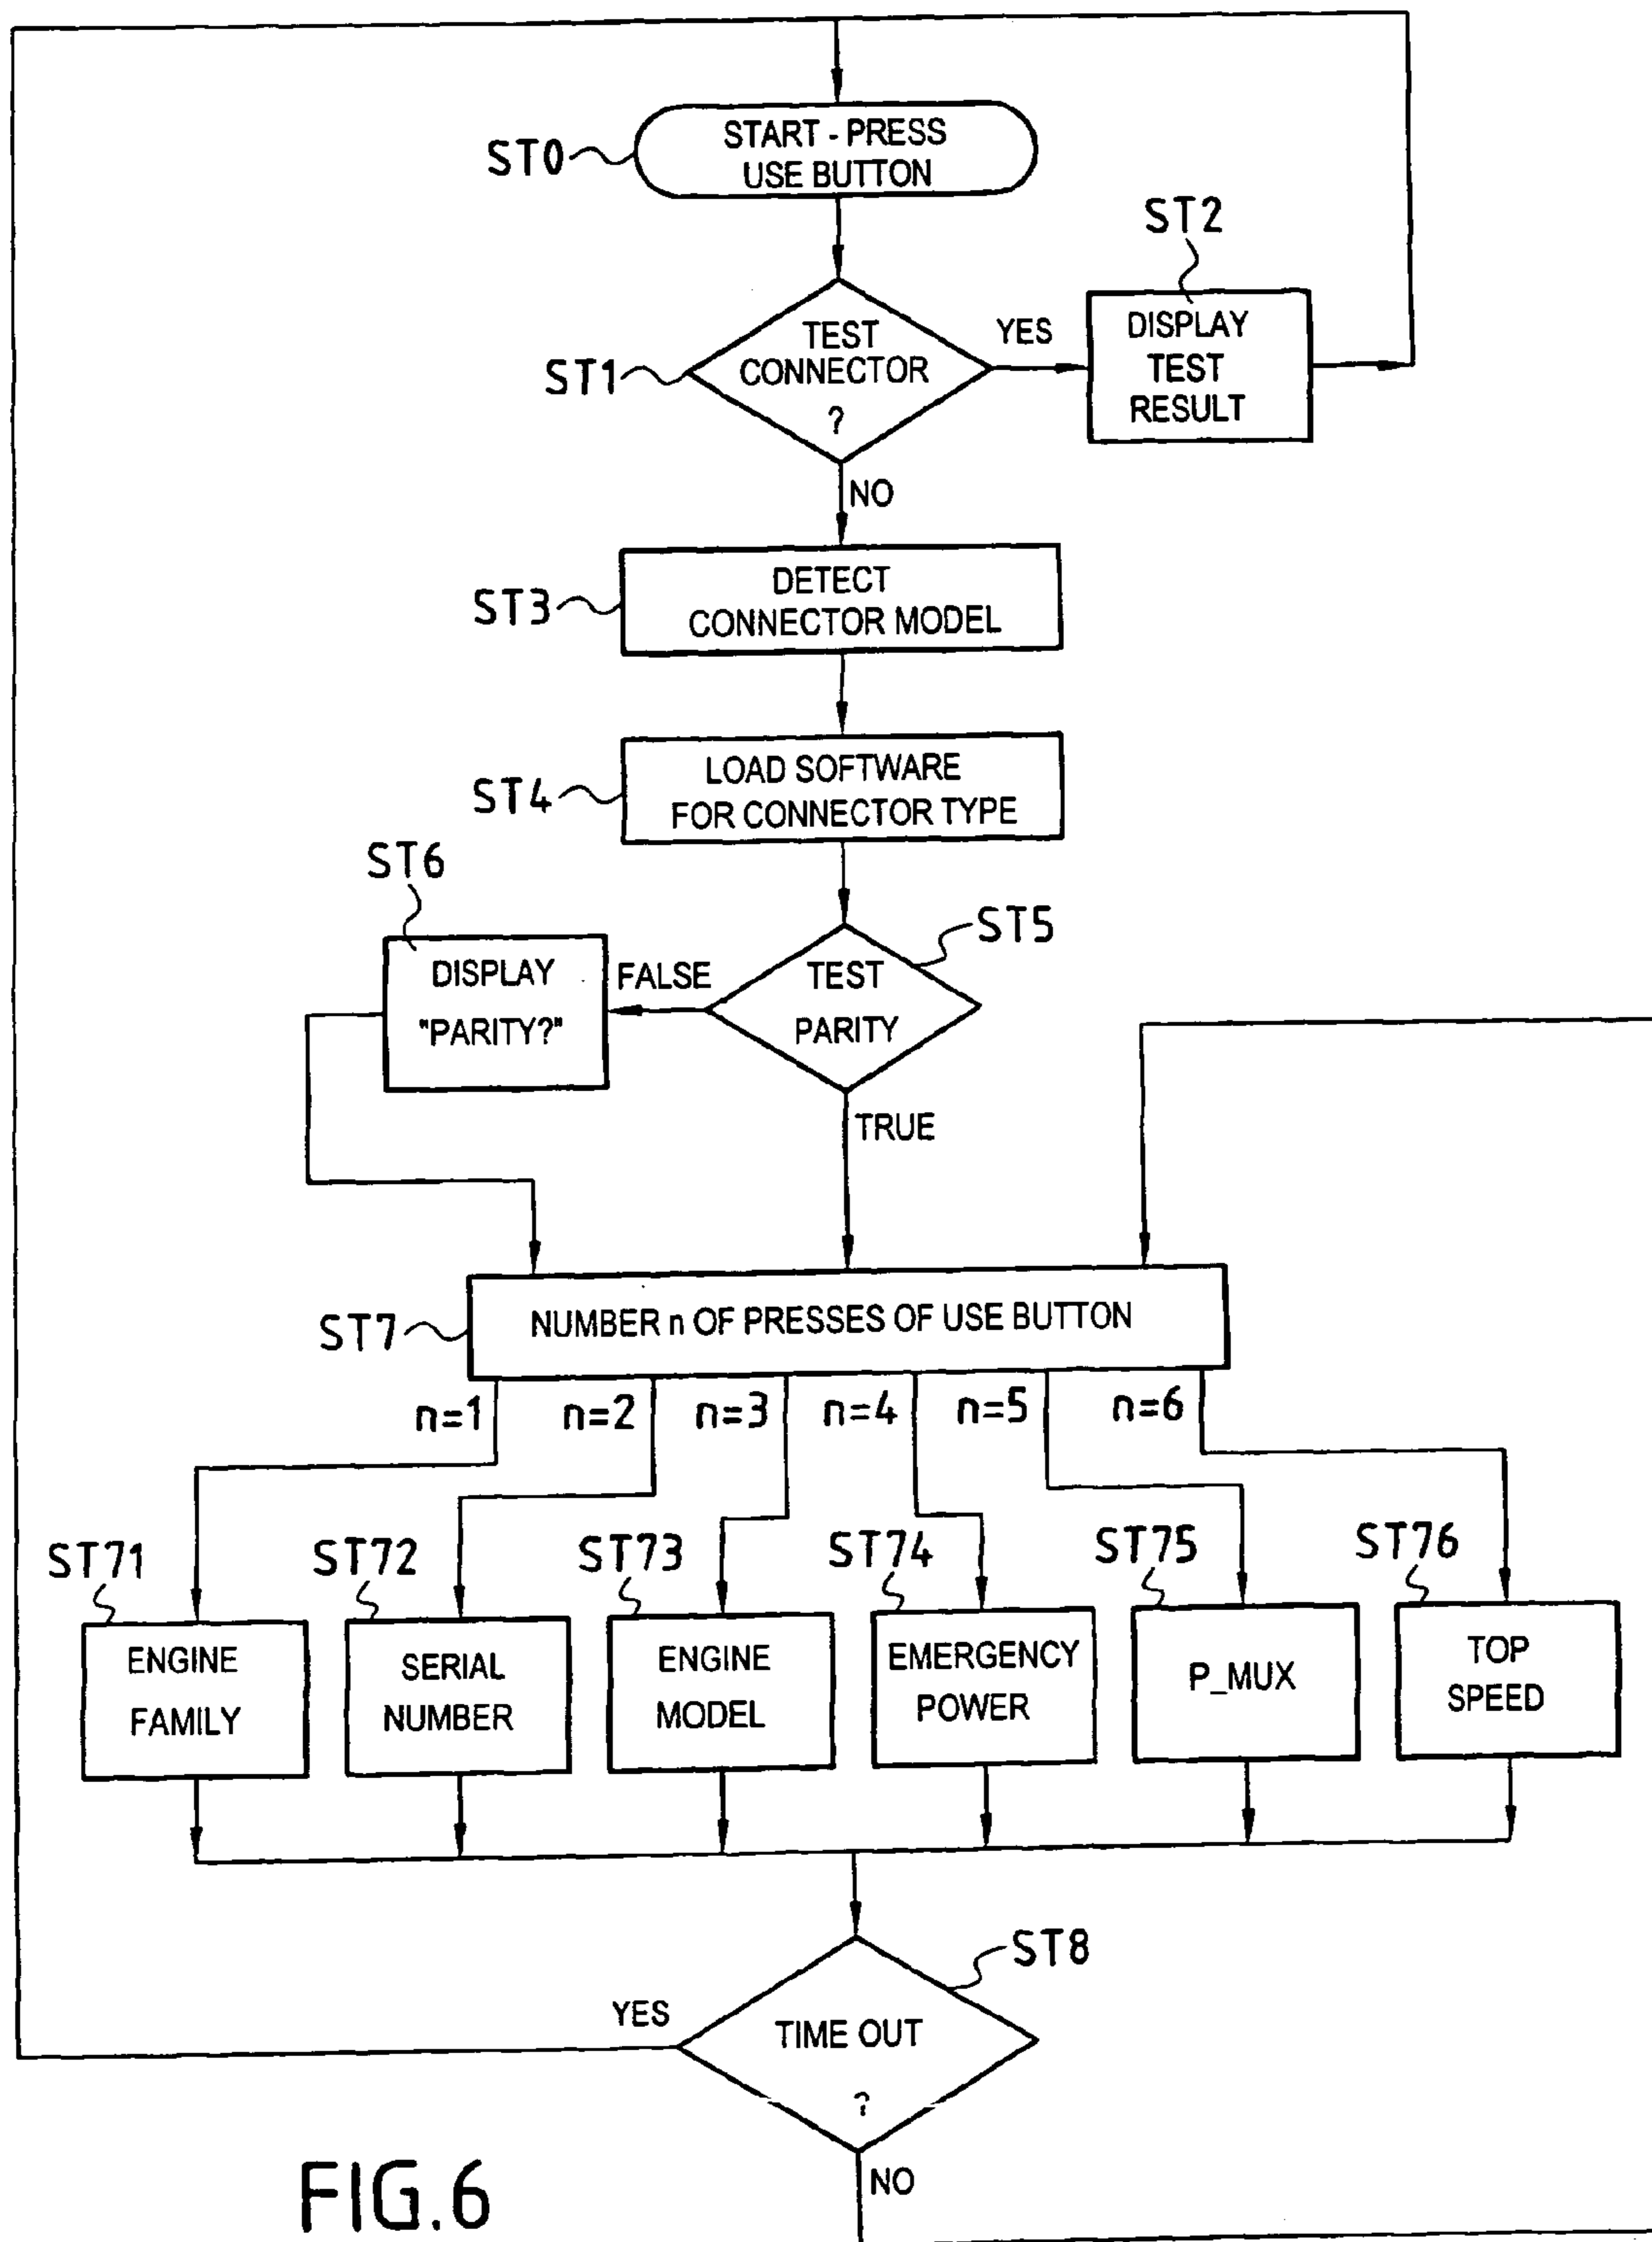 START - PRESS
USE BUTTON
ST0
ST2
TEST
CONNECTOR
?
ST1
YES
DISPLAY
TEST
RESULT
NO
DETECT
CONNECTOR MODEL
ST3
LOAD SOFTWARE
FOR CONNECTOR TYPE
ST4
ST6
ST5
DISPLAY
"PARITY?"
FALSE
TEST
PARITY
TRUE
ST7
NUMBER n OF PRESSES OF USE BUTTON
n=1
n=2
n=3
n=4
n=5
n=6
ST71
ST72
ST73
ST74
ST75
ST76
ENGINE
FAMILY
SERIAL
NUMBER
ENGINE
MODEL
EMERGENCY
POWER
P_MUX
TOP
SPEED
ST8
YES
TIME OUT
?
NO
FIG.6